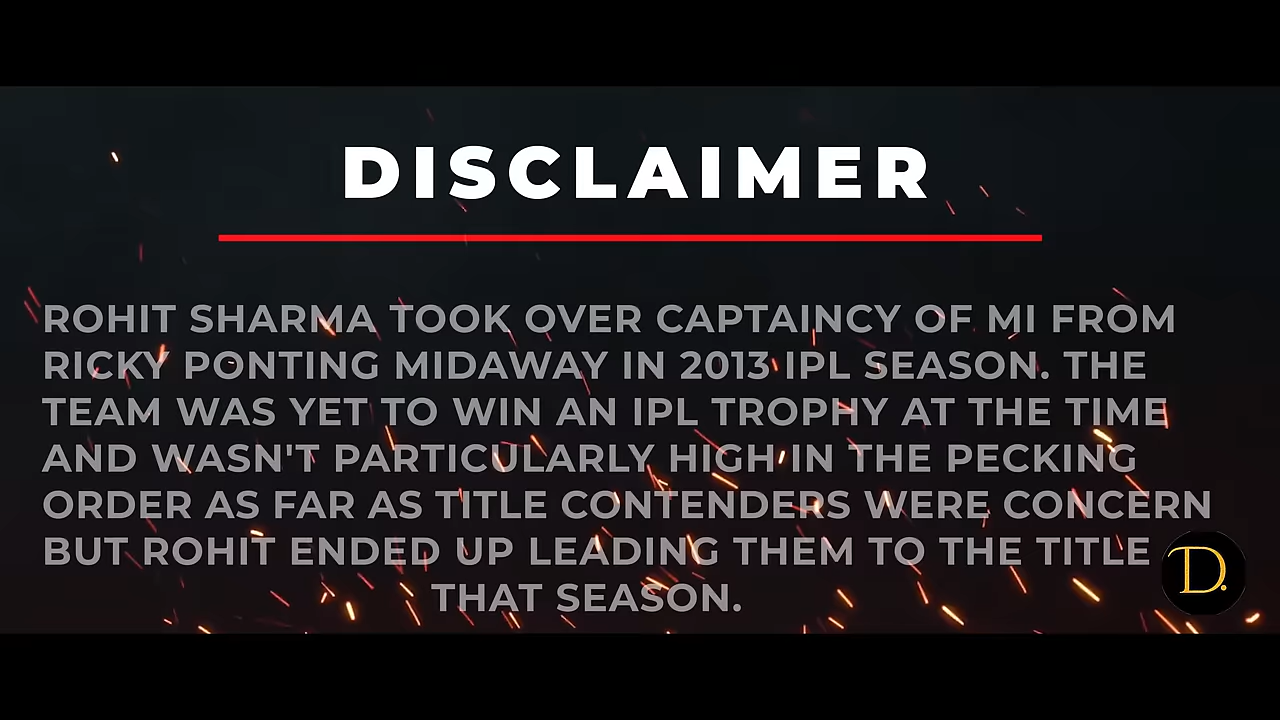 DISCLAIMER
ROHIT SHARMA TOOK OVER CAPTAINCY OF MI FROM
RICKY PONTING MIDAWAY IN 2013 IPL SEASON. THE
TEAM WAS YET TO WIN AN IPL TROPHY AT THE TIME
AND WASN'T PARTICULARLY HIGH IN THE PECKING
ORDER AS FAR AS TITLE CONTENDERS WERE CONCERN
BUT ROHIT ENDED UP LEADING THEM TO THE TITLE
THAT SEASON.
D.